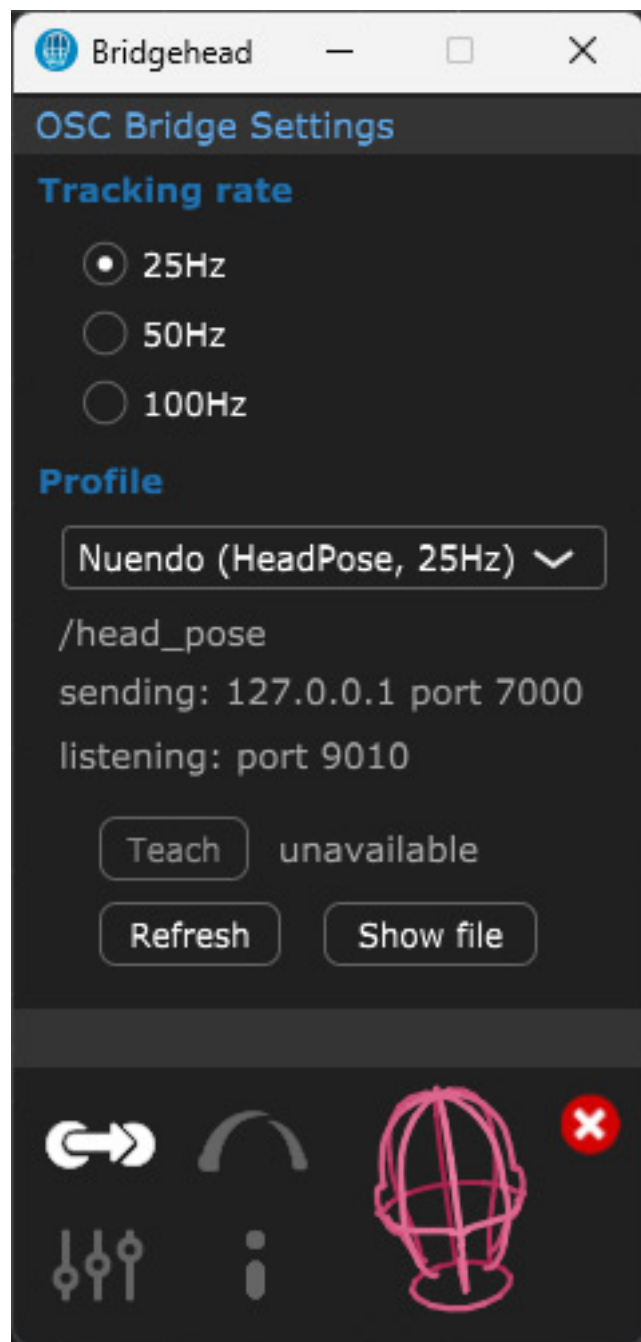 Bridgehead
OSC Bridge Settings
Tracking rate
25Hz
50Hz
100Hz
Profile
Nuendo (HeadPose, 25Hz)
/head_pose
sending: 127.0.0.1 port 7000
listening: port 9010
Teach unavailable
Refresh Show file